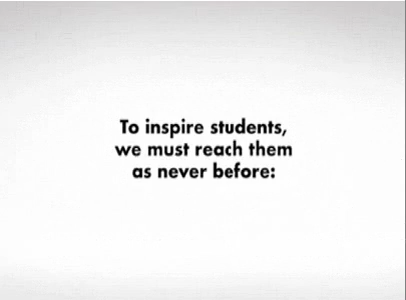 To inspire students,
we must reach them
as never before: